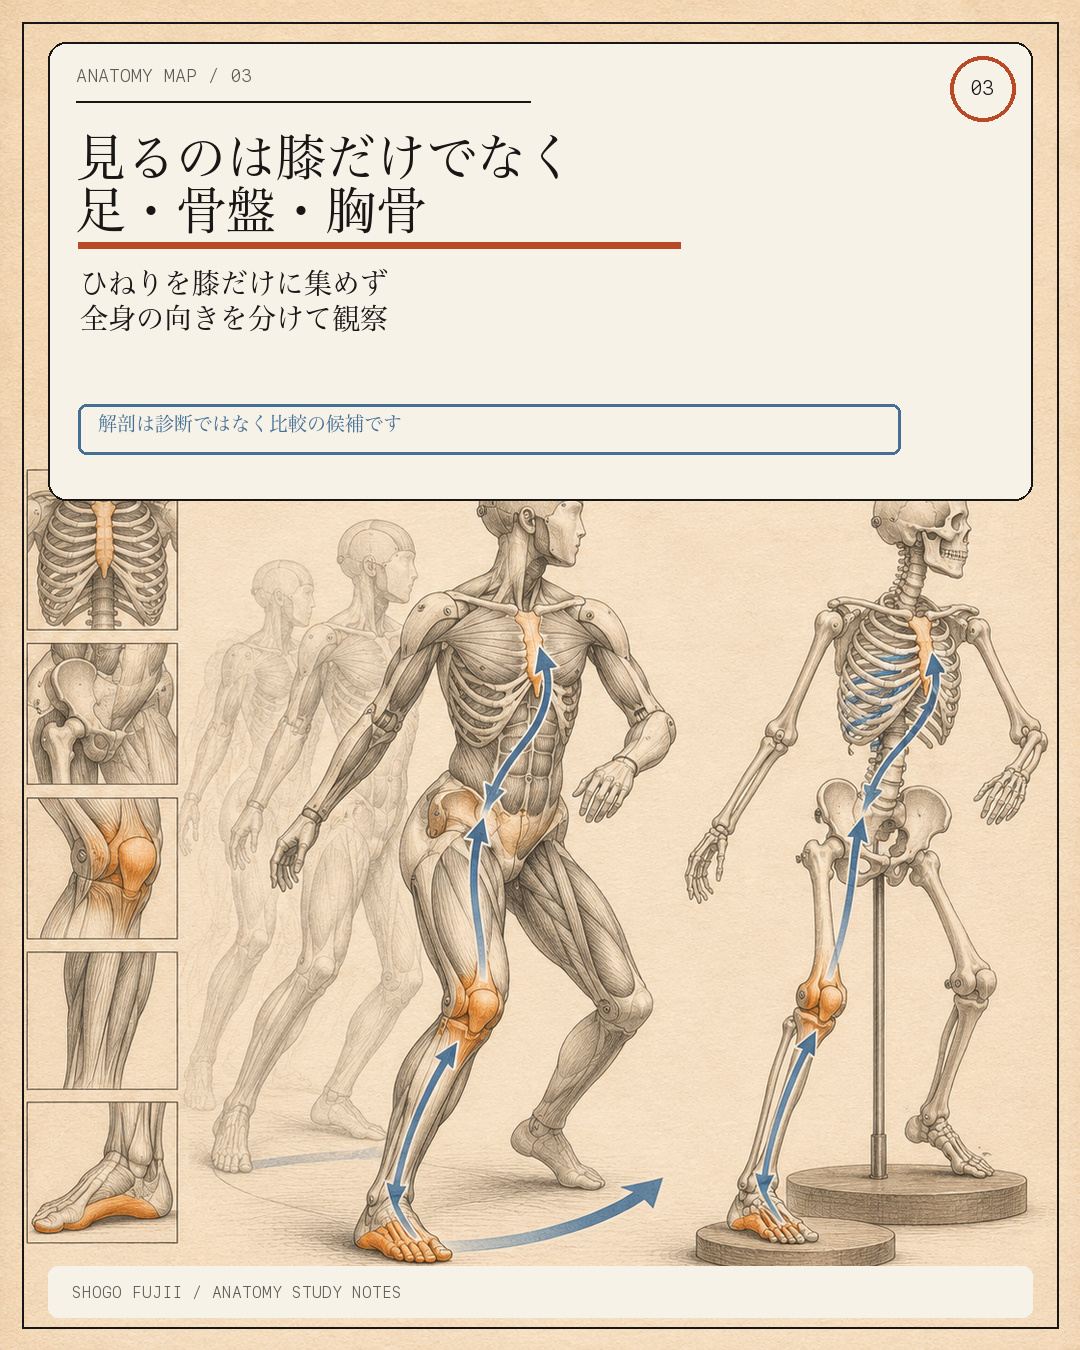 ANATOMY MAP / 03
03
見るのは膝だけでなく
足・骨盤・胸骨
ひねりを膝だけに集めず
全身の向きを分けて観察
解剖は診断ではなく比較の候補です
SHOGO FUJII / ANATOMY STUDY NOTES